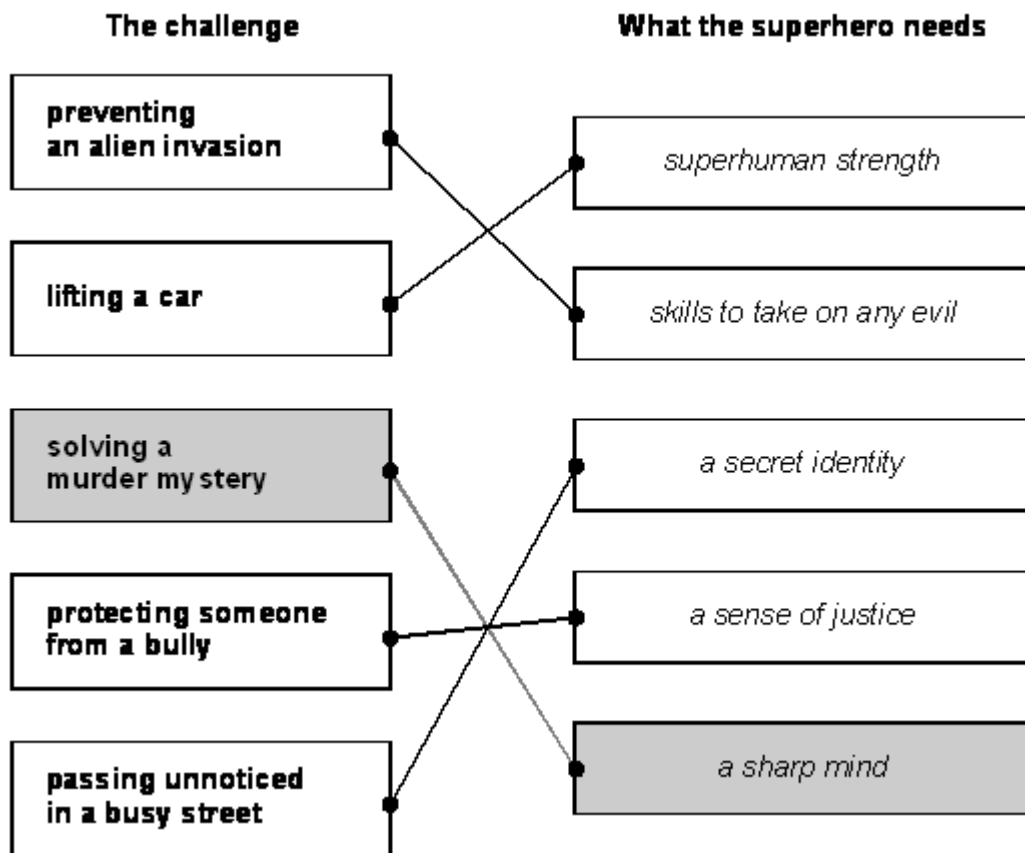 The challenge
What the superhero needs
preventing
an alien invasion
lifting a car
solving a
murder mystery
protecting someone
from a bully
passing unnoticed
in a busy street
superhuman strength
skills to take on any evil
a secret identity
a sense of justice
a sharp mind